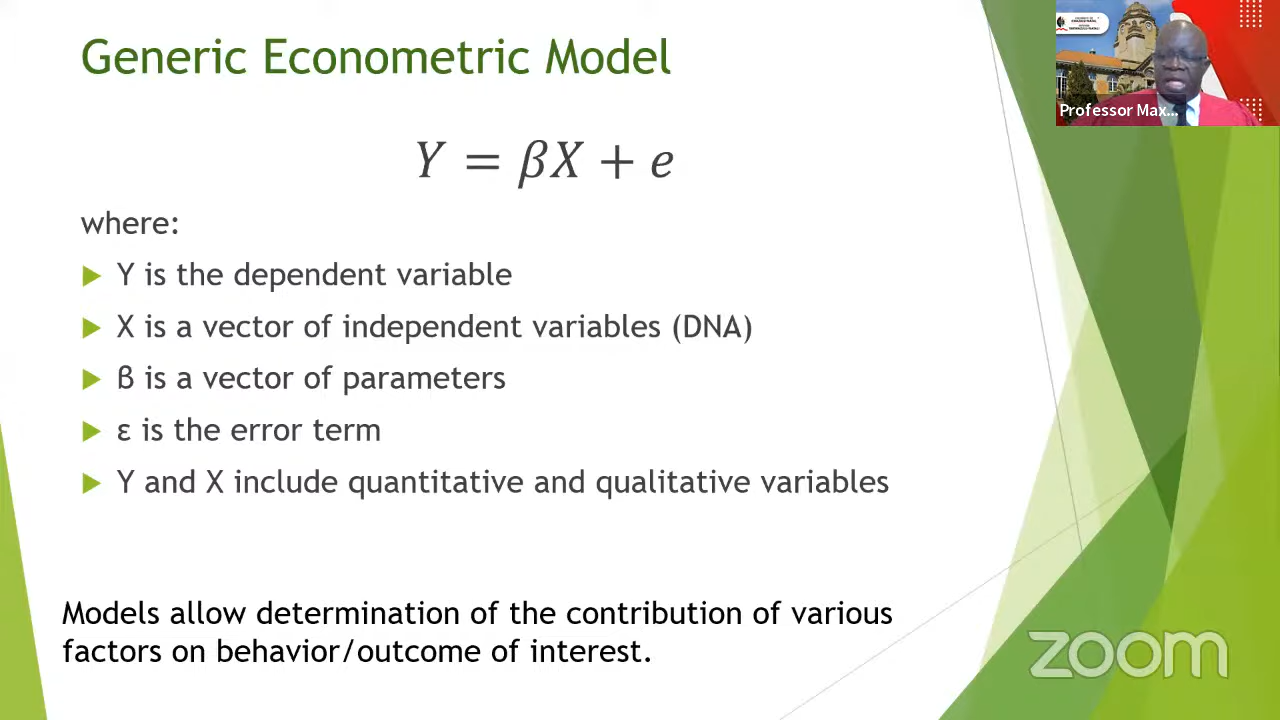 Generic Econometric Model
Y = βX + e
where:
Y is the dependent variable
X is a vector of independent variables (DNA)
β is a vector of parameters
ε is the error term
Y and X include quantitative and qualitative variables
Models allow determination of the contribution of various
factors on behavior/outcome of interest.
Professor Max...
zoom